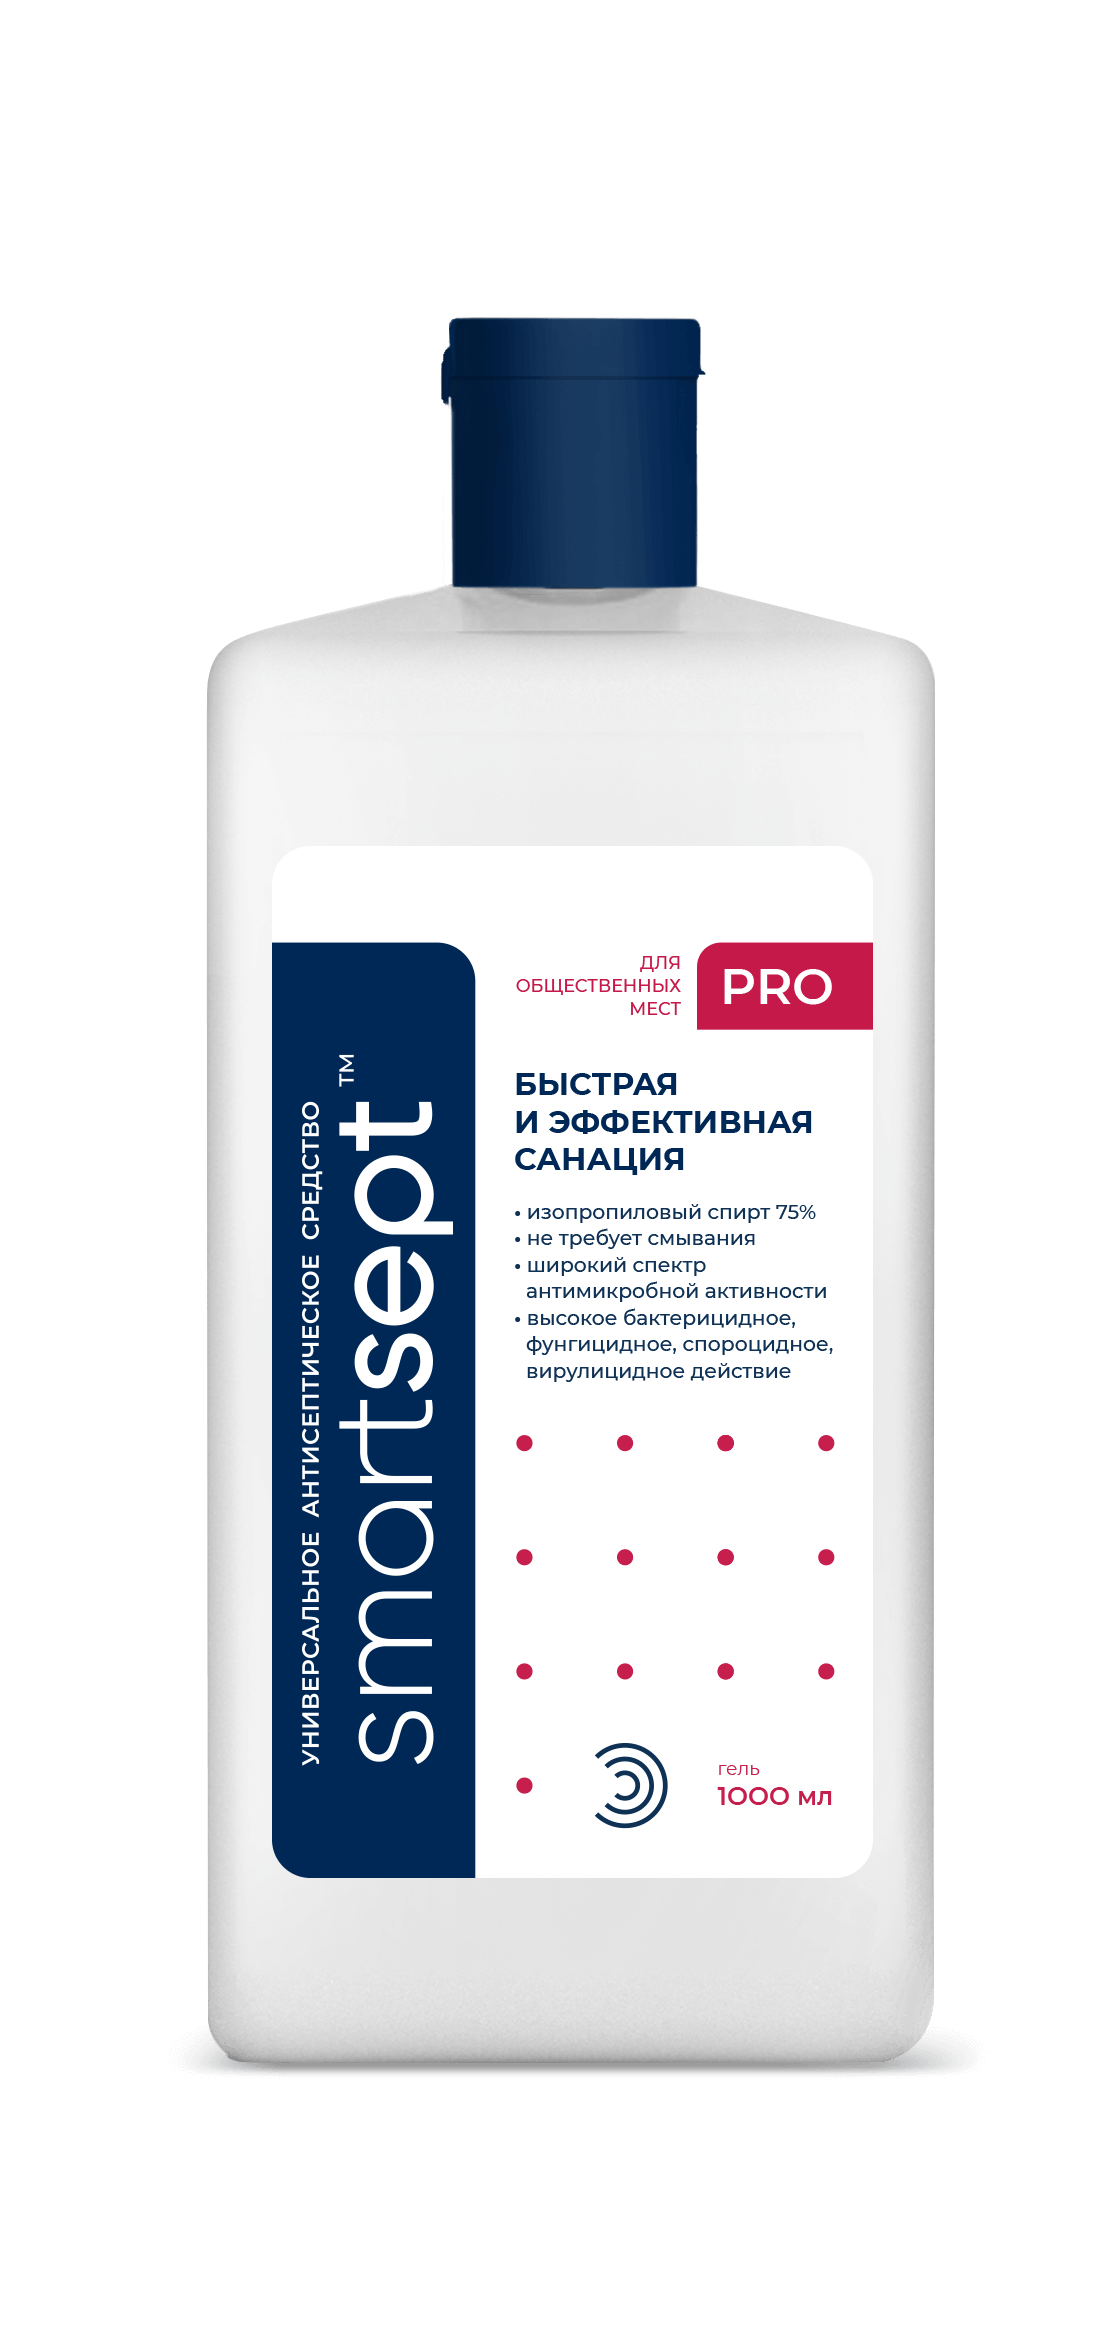 УНИВЕРСАЛЬНОЕ АНТИСЕПТИЧЕСКОЕ СРЕДСТВО
smartsept™
ДЛЯ
ОБЩЕСТВЕННЫХ
МЕСТ
PRO
БЫСТРАЯ
И ЭФФЕКТИВНАЯ
САНАЦИЯ
• изопропиловый спирт 75%
• не требует смывания
• широкий спектр
антимикробной активности
• высокое бактерицидное,
фунгицидное, спороцидное,
вирулицидное действие
гель
1000 мл